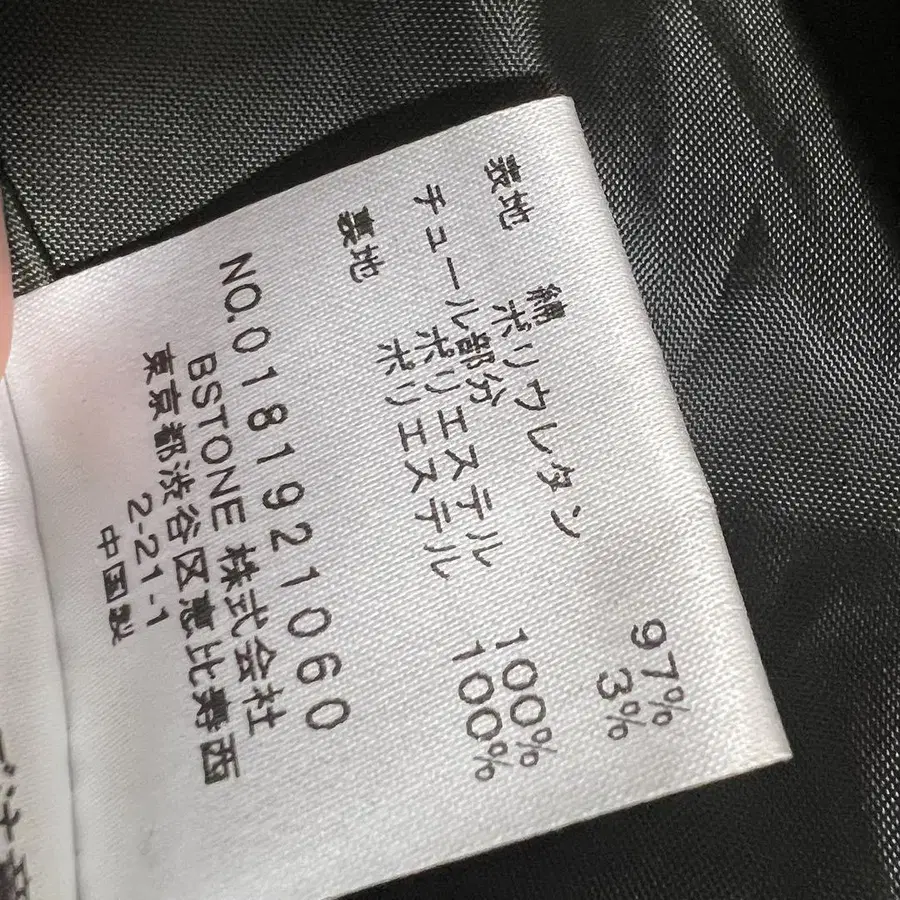 表地
綿 97%
ポリウレタン 3%
チュール部分
ポリエステル 100%
裏地
ポリエステル 100%
NO.0181921060
BSTONE 株式会社
東京都渋谷区恵比寿西
2-21-1
中国製